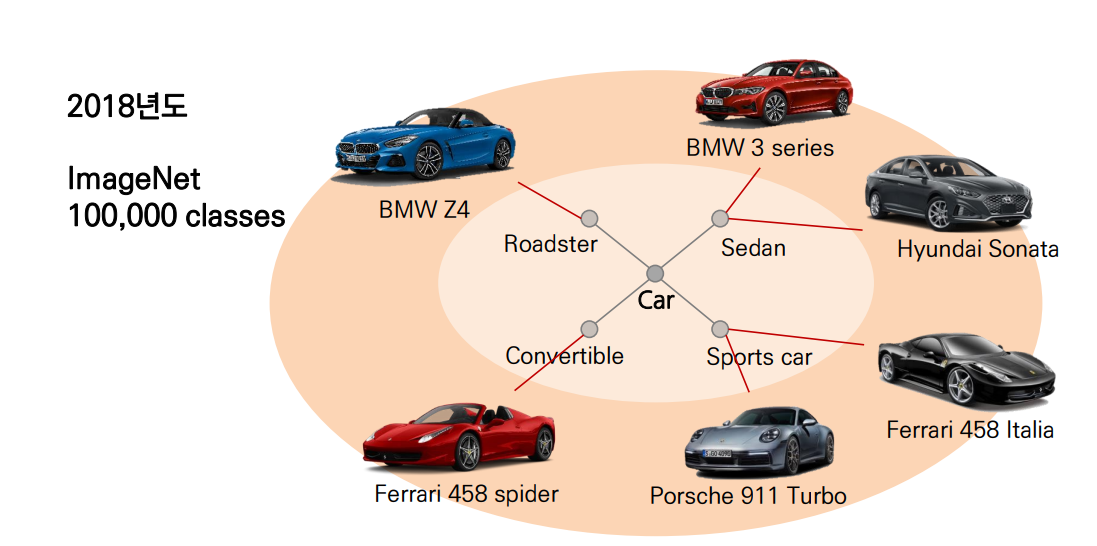 2018년도
ImageNet
100,000 classes
BMW 3 series
BMW Z4
Roadster
Sedan
Hyundai Sonata
Car
Convertible
Sports car
Ferrari 458 Italia
Ferrari 458 spider
Porsche 911 Turbo